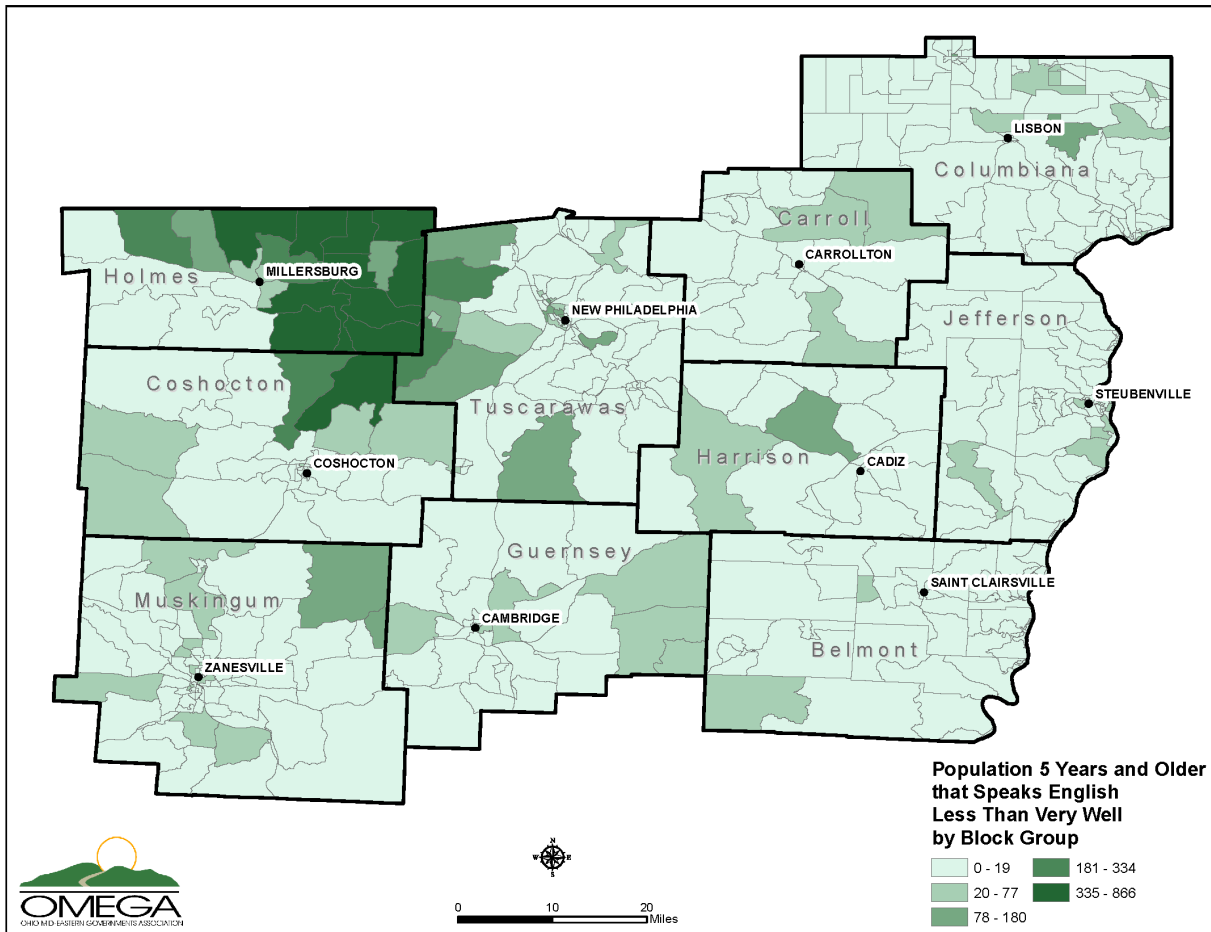 LISBON
Columbiana
Carroll
CARROLLTON
Holmes
MILLERSBURG
NEW PHILADELPHIA
Jefferson
Coshocton
Tuscarawas
STEUBENVILLE
Harrison
CADIZ
COSHOCTON
Guernsey
SAINT CLAIRSVILLE
Muskingum
CAMBRIDGE
Belmont
ZANESVILLE
Population 5 Years and Older
that Speaks English
Less Than Very Well
by Block Group
0 - 19
181 - 334
20 - 77
335 - 866
78 - 180
N
W
E
S
0 10 20
Miles
OMEGA
OHIO MID-EASTERN GOVERNMENTS ASSOCIATION